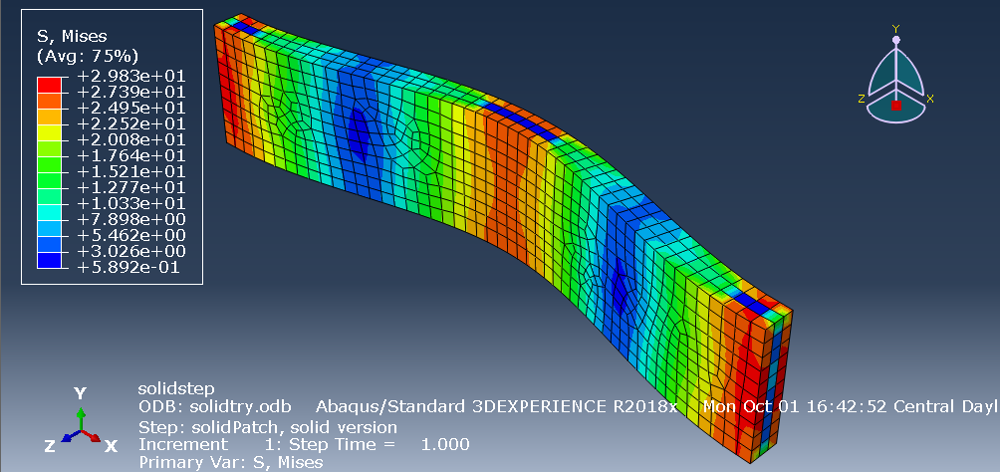 S, Mises
(Avg: 75%)
+2.983e+01
+2.739e+01
+2.495e+01
+2.252e+01
+2.008e+01
+1.764e+01
+1.521e+01
+1.277e+01
+1.033e+01
+7.898e+00
+5.462e+00
+3.026e+00
+5.892e-01
Y
Z X
Y
Z X
solidstep
ODB: solidtry.odb Abaqus/Standard 3DEXPERIENCE R2018x Mon Oct 01 16:42:52 Central Dayl
Step: solidPatch, solid version
Increment 1: Step Time = 1.000
Primary Var: S, Mises